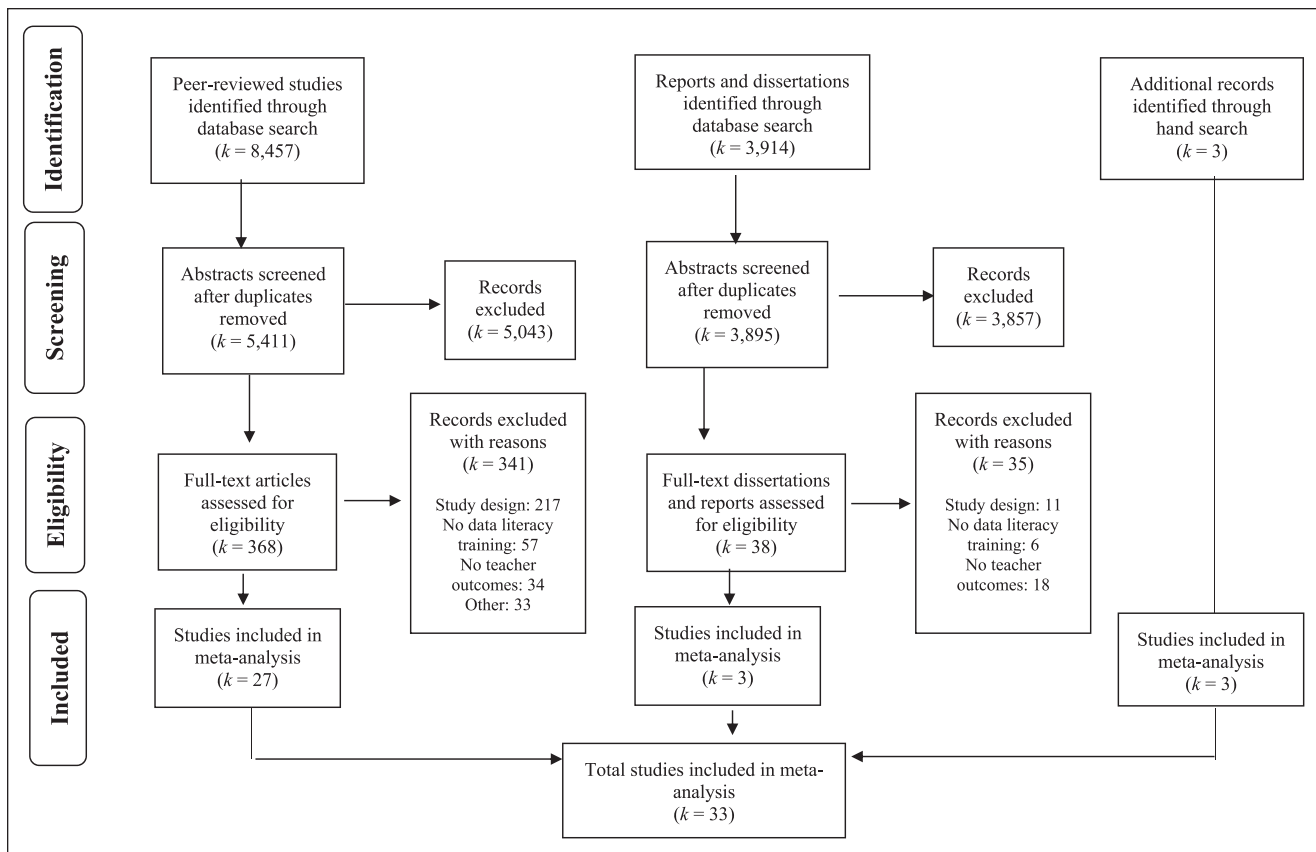 Identification
Peer-reviewed studies
identified through
database search
(k = 8,457)
Reports and dissertations
identified through
database search
(k = 3,914)
Additional records
identified through
hand search
(k = 3)
Screening
Abstracts screened
after duplicates
removed
(k = 5,411)
Records
excluded
(k = 5,043)
Abstracts screened
after duplicates
removed
(k = 3,895)
Records
excluded
(k = 3,857)
Eligibility
Full-text articles
assessed for
eligibility
(k = 368)
Records excluded
with reasons
(k = 341)
Study design: 217
No data literacy
training: 57
No teacher
outcomes: 34
Other: 33
Full-text dissertations
and reports assessed
for eligibility
(k = 38)
Records excluded
with reasons
(k = 35)
Study design: 11
No data literacy
training: 6
No teacher
outcomes: 18
Included
Studies included in
meta-analysis
(k = 27)
Studies included in
meta-analysis
(k = 3)
Studies included in
meta-analysis
(k = 3)
Total studies included in meta-
analysis
(k = 33)